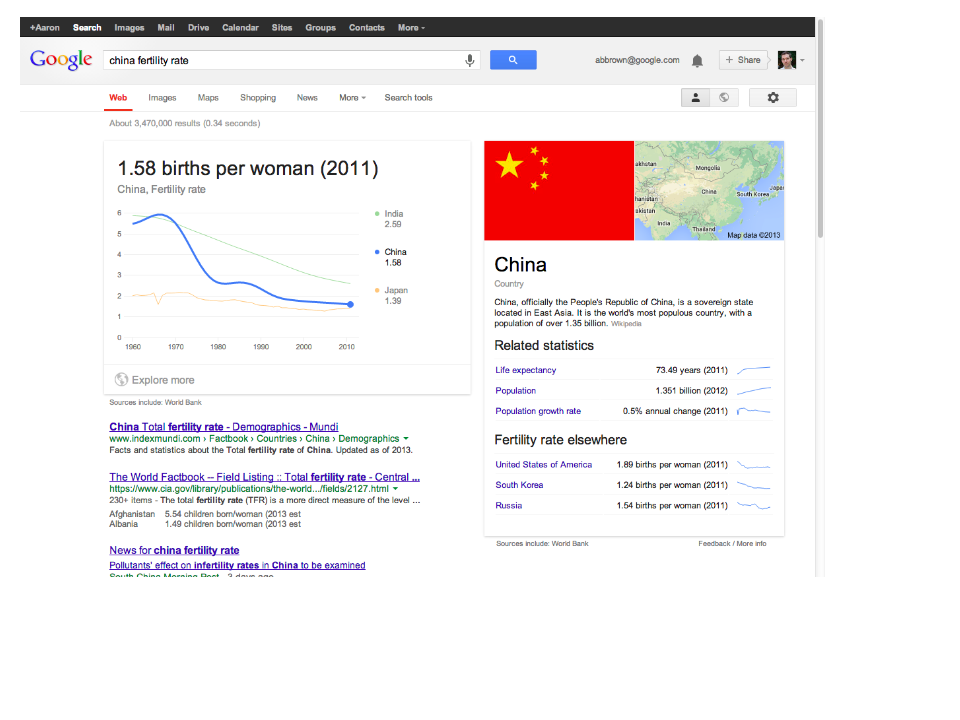 +Aaron Search Images Mail Drive Calendar Sites Groups Contacts More
Google china fertility rate abbrown@google.com + Share
Web Images Maps Shopping News More Search tools
About 3,470,000 results (0.34 seconds)
1.58 births per woman (2011)
China, Fertility rate
6
5
4
3
2
1
0
1960 1970 1980 1990 2000 2010
India
2.59
China
1.58
Japan
1.39
Explore more
Sources include: World Bank
China Total fertility rate - Demographics - Mundi
www.indexmundi.com › Factbook › Countries › China › Demographics
Facts and statistics about the Total fertility rate of China. Updated as of 2013.
The World Factbook -- Field Listing :: Total fertility rate - Central ...
https://www.cia.gov/library/publications/the-world.../fields/2127.html
230+ items - The total fertility rate (TFR) is a more direct measure of the level ...
Afghanistan 5.54 children born/woman (2013 est
Albania 1.49 children born/woman (2013 est
News for china fertility rate
Pollutants' effect on infertility rates in China to be examined
South China Morning Post - 3 days ago
akhstan
Mongolia
China
South Korea
Japa
hanistan
akistan
India
Thailand
Map data ©2013
China
Country
China, officially the People's Republic of China, is a sovereign state
located in East Asia. It is the world's most populous country, with a
population of over 1.35 billion. Wikipedia
Related statistics
Life expectancy 73.49 years (2011)
Population 1.351 billion (2012)
Population growth rate 0.5% annual change (2011)
Fertility rate elsewhere
United States of America 1.89 births per woman (2011)
South Korea 1.24 births per woman (2011)
Russia 1.54 births per woman (2011)
Sources include: World Bank Feedback / More info